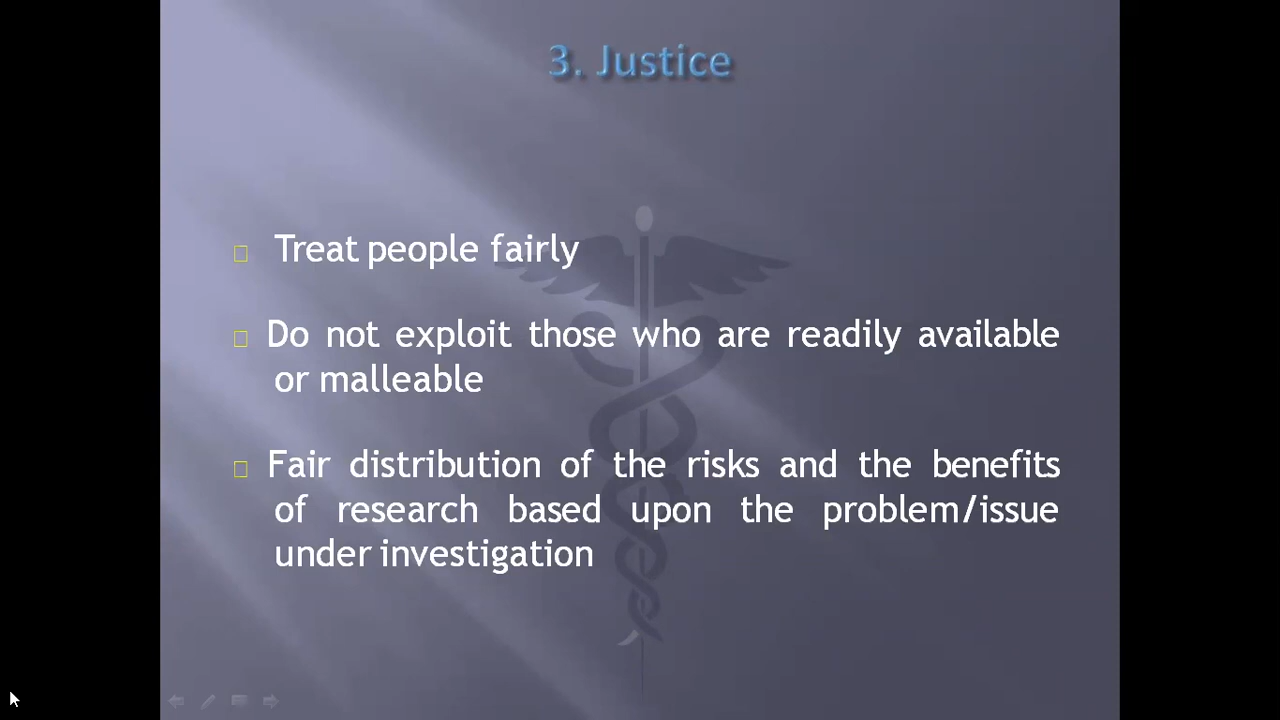 3. Justice
Treat people fairly
Do not exploit those who are readily available
or malleable
Fair distribution of the risks and the benefits
of research based upon the problem/issue
under investigation